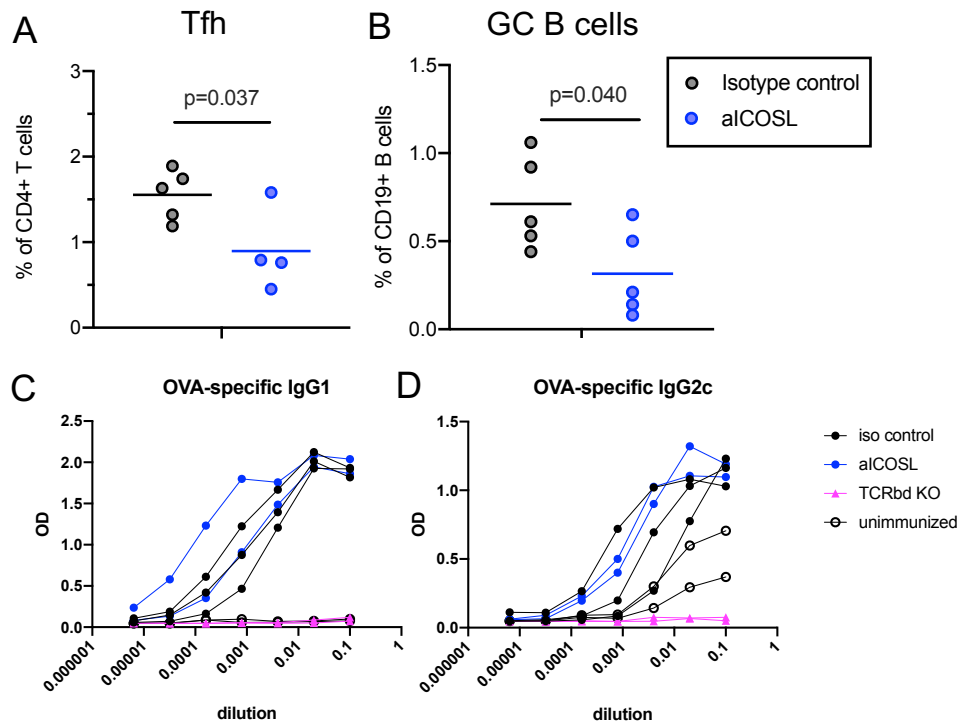 A
Tfh
B
GC B cells
Isotype control
aICOSL
% of CD4+ T cells
3
2
1
0
p=0.037
% of CD19+ B cells
1.5
1.0
0.5
0.0
p=0.040
C
OVA-specific IgG1
D
OVA-specific IgG2c
OD
2.5
2.0
1.5
1.0
0.5
0.0
0.000001
0.00001
0.0001
0.001
0.01
0.1
1
dilution
OD
1.5
1.0
0.5
0.0
0.000001
0.00001
0.0001
0.001
0.01
0.1
1
dilution
iso control
aICOSL
TCRbd KO
unimmunized